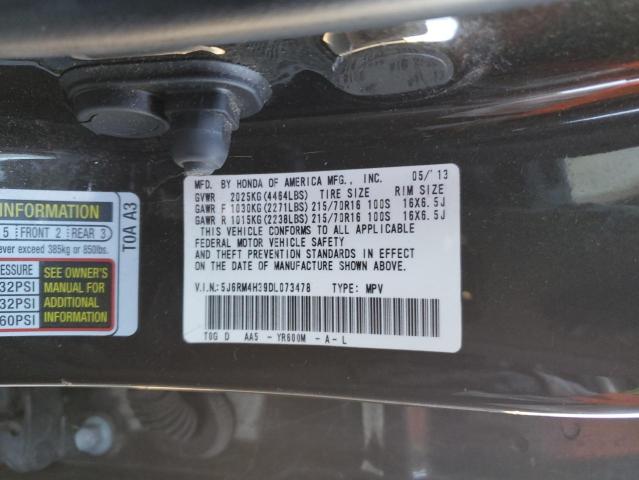 MFD. BY HONDA OF AMERICA MFG., INC. 05/'13
GVWR 2025KG(4464LBS) TIRE SIZE RIM SIZE
GAWR F 1030KG(2271LBS) 215/70R16 100S 16X6.5J
GAWR R 1015KG(2238LBS) 215/70R16 100S 16X6.5J
THIS VEHICLE CONFORMS TO ALL APPLICABLE
FEDERAL MOTOR VEHICLE SAFETY
AND THEFT PREVENTION STANDARDS IN EFFECT
ON THE DATE OF MANUFACTURE SHOWN ABOVE.
V.I.N.:5J6RM4H39DL073478 TYPE: MPV
T0G D AA5 - YR600M - A - L
INFORMATION
5 FRONT 2 REAR 3
never exceed 385kg or 850lbs.
SEE OWNER'S
MANUAL FOR
ADDITIONAL
INFORMATION
32PSI
32PSI
60PSI
T0A A3